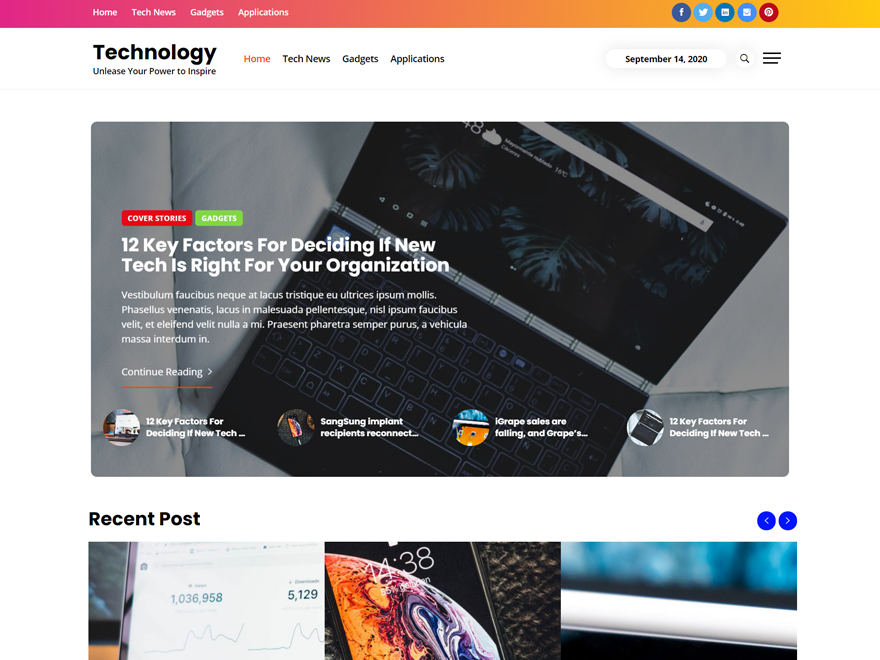 Home Tech News Gadgets Applications
Technology
Unlease Your Power to Inspire
Home Tech News Gadgets Applications
September 14, 2020
COVER STORIES GADGETS
12 Key Factors For Deciding If New
Tech Is Right For Your Organization
Vestibulum faucibus neque at lacus tristique eu ultrices ipsum mollis.
Phasellus venenatis, lacus in malesuada pellentesque, nisl ipsum faucibus
velit, et eleifend velit nulla a mi. Praesent pharetra semper purus, a vehicula
massa interdum in.
Continue Reading
12 Key Factors For
Deciding If New Tech ...
SangSung implant
recipients reconnect...
iGrape sales are
falling, and Grape's...
12 Key Factors For
Deciding If New Tech ...
Recent Post
14:38
1,036,958
Downloads
5,129